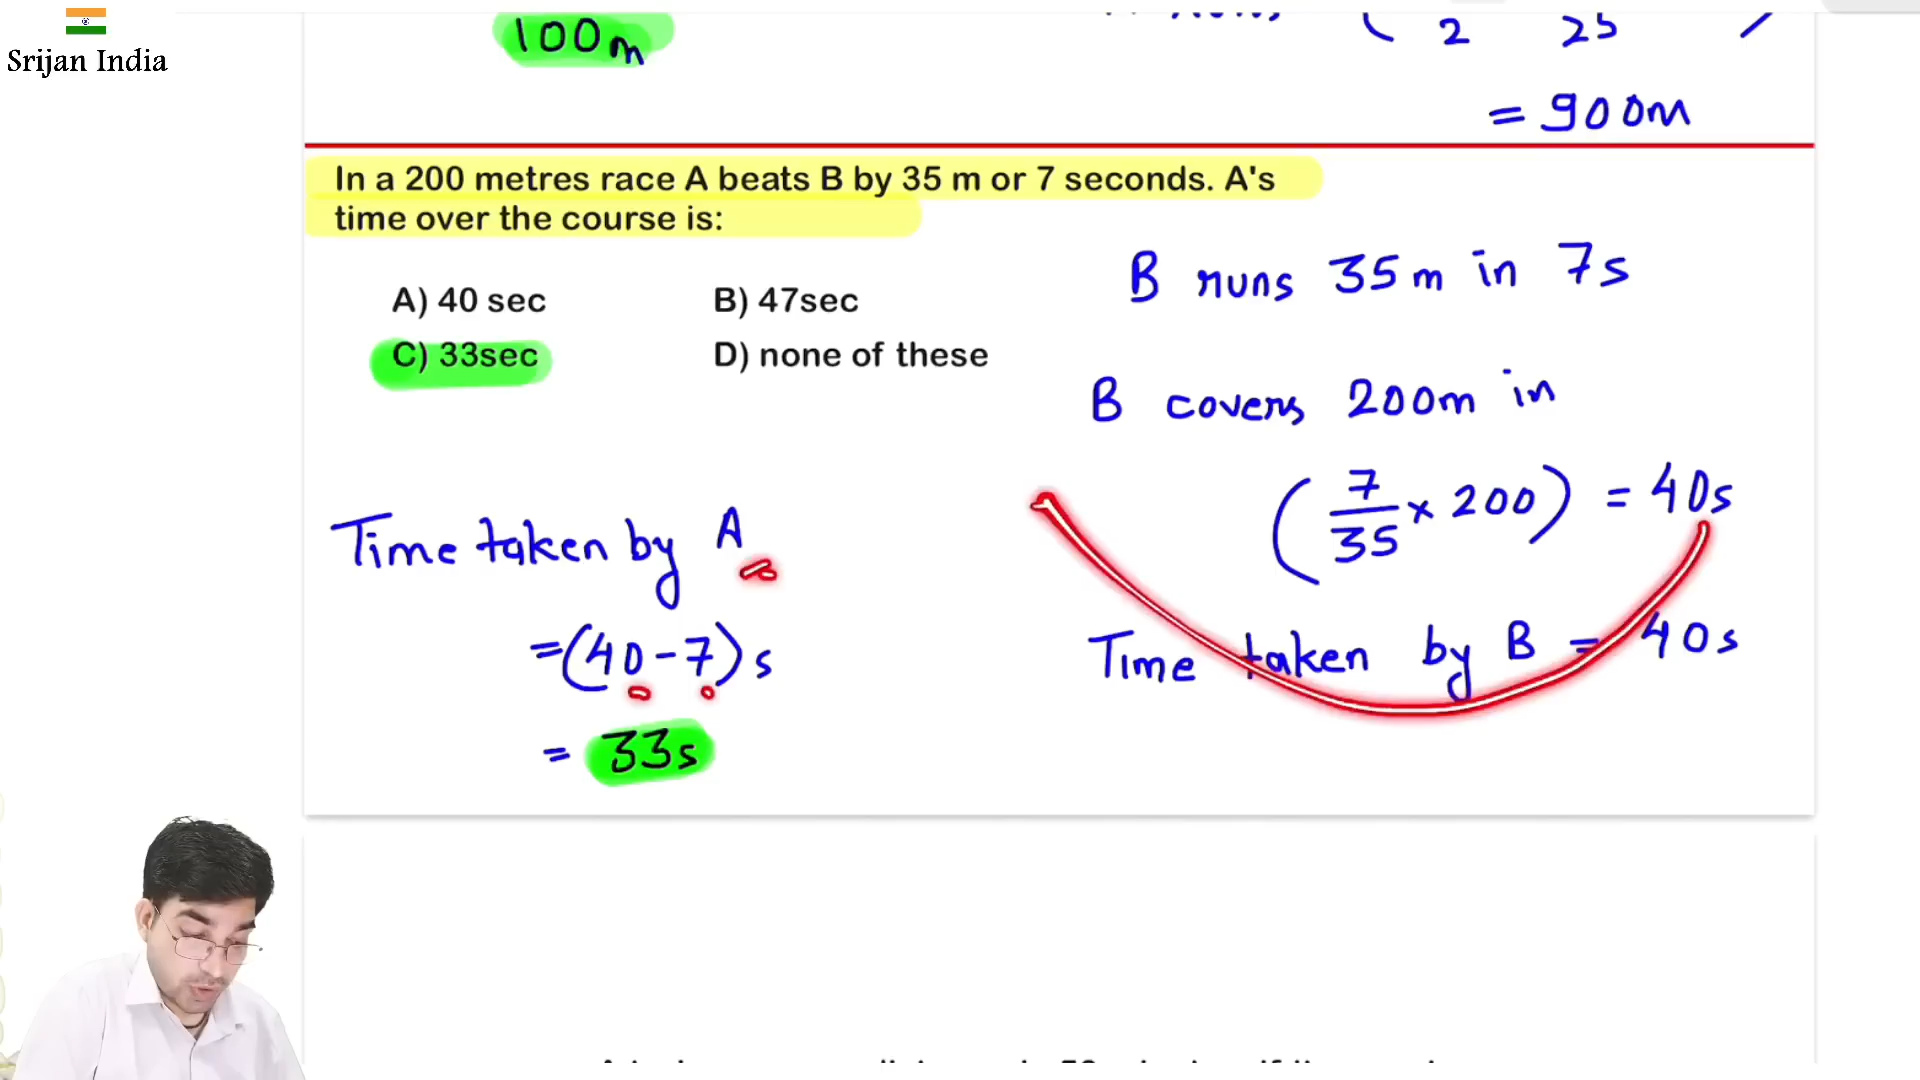 Srijan India
100m
2 25
= 900m
In a 200 metres race A beats B by 35 m or 7 seconds. A's
time over the course is:
A) 40 sec
B) 47sec
C) 33sec
D) none of these
B runs 35m in 7s
B covers 200m in
(7/35 × 200) = 40s
Time taken by B = 40s
Time taken by A
=(40-7)s
= 33s